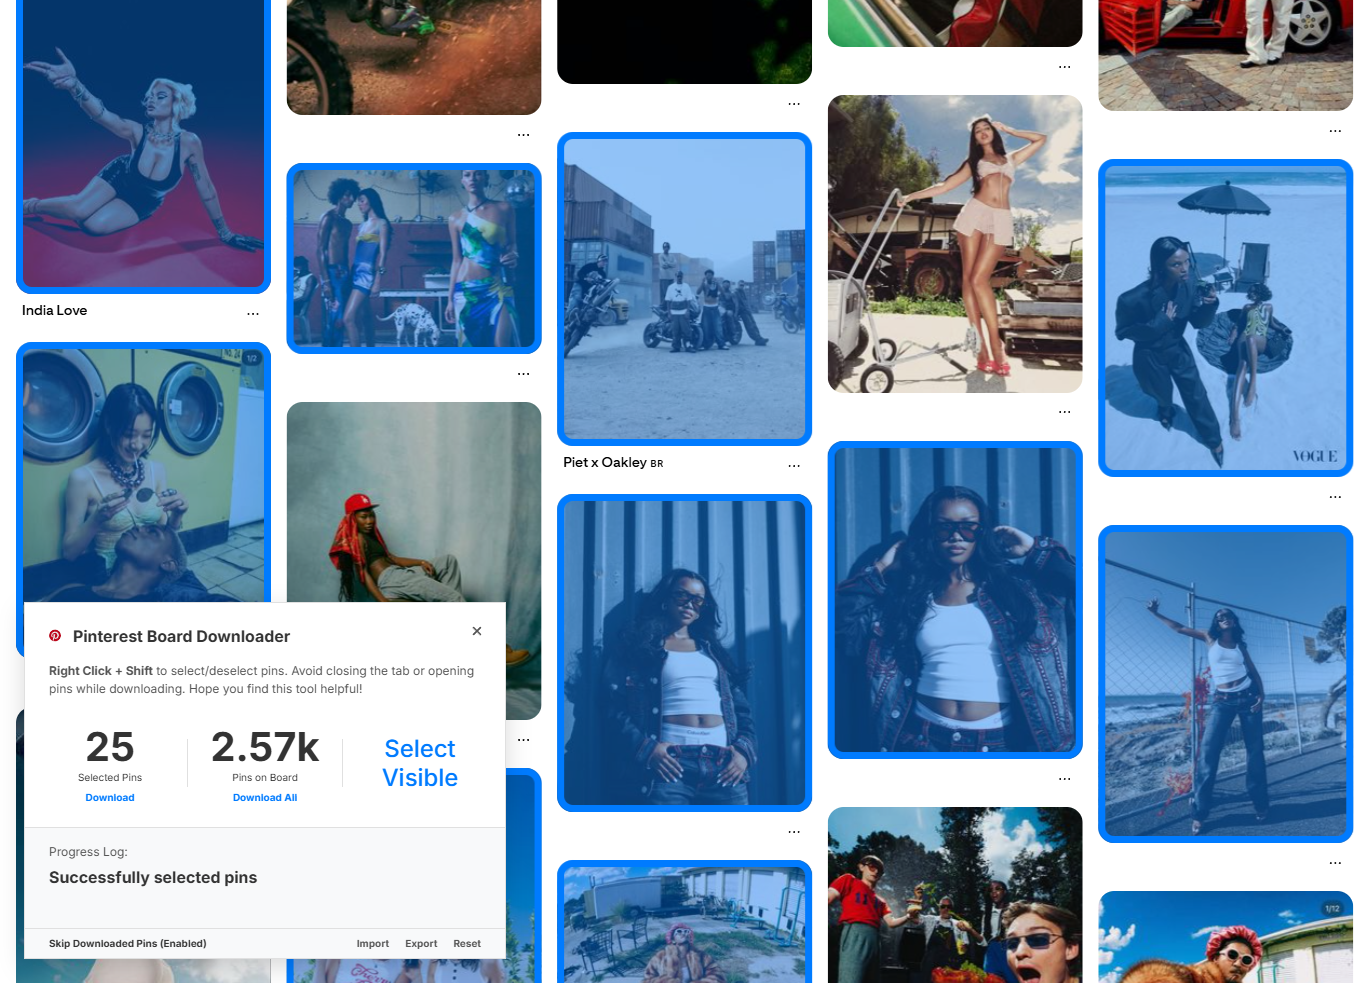 India Love
1/2
Piet x Oakley BR
VOGUE
Pinterest Board Downloader
Right Click + Shift to select/deselect pins. Avoid closing the tab or opening
pins while downloading. Hope you find this tool helpful!
25
Selected Pins
Download
2.57k
Pins on Board
Download All
Select
Visible
Progress Log:
Successfully selected pins
Skip Downloaded Pins (Enabled)
Import Export Reset
1/12